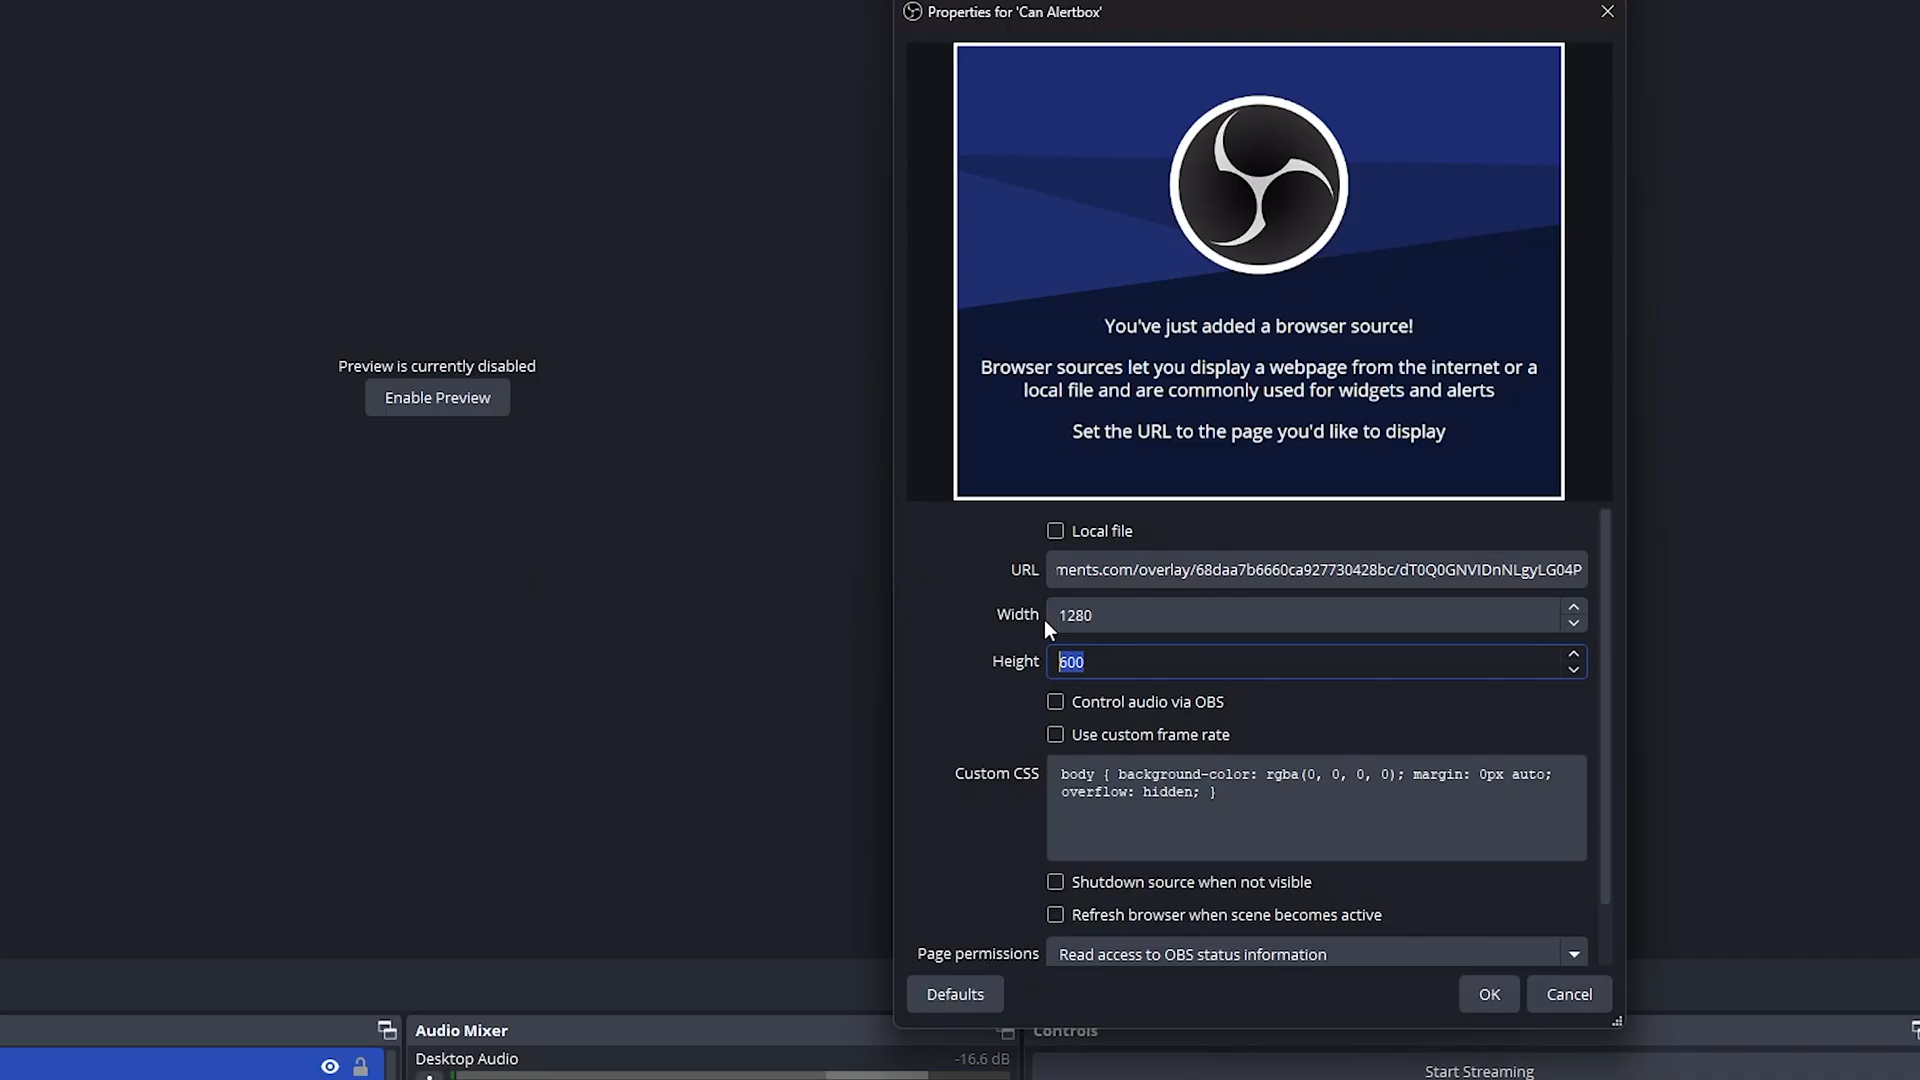 Properties for 'Can Alertbox'
You've just added a browser source!
Browser sources let you display a webpage from the internet or a
local file and are commonly used for widgets and alerts
Set the URL to the page you'd like to display
Preview is currently disabled
Enable Preview
Local file
URL ments.com/overlay/68daa7b6660ca927730428bc/dT0Q0GNVIDnNLgyLG04P
Width 1280
Height 600
Control audio via OBS
Use custom frame rate
Custom CSS body { background-color: rgba(0, 0, 0, 0); margin: 0px auto;
overflow: hidden; }
Shutdown source when not visible
Refresh browser when scene becomes active
Page permissions Read access to OBS status information
Defaults OK Cancel
Audio Mixer
Controls
Desktop Audio -16.6 dB
Start Streaming